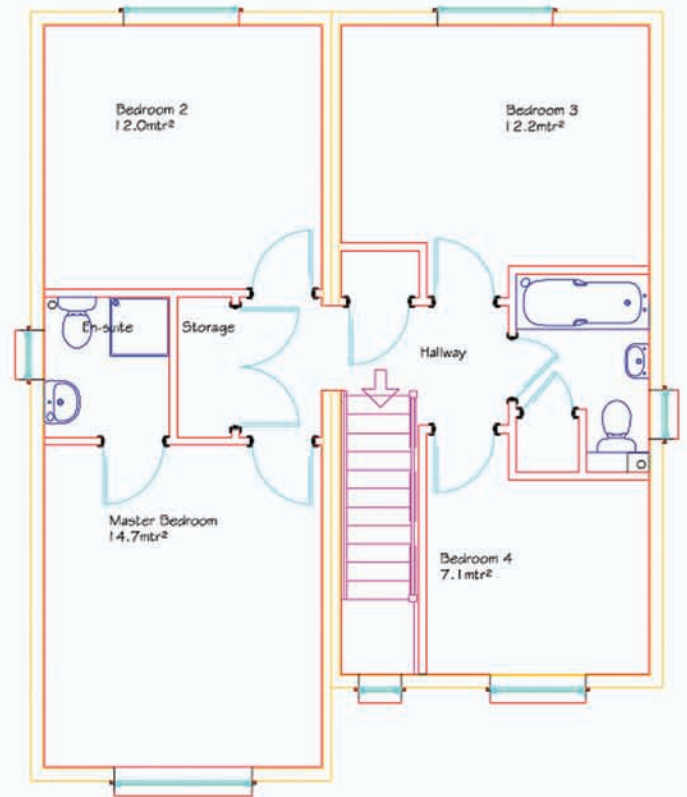 Bedroom 2
12.0mtr²
Bedroom 3
12.2mtr²
En-suite
Storage
Hallway
Master Bedroom
14.7mtr²
Bedroom 4
7.1mtr²